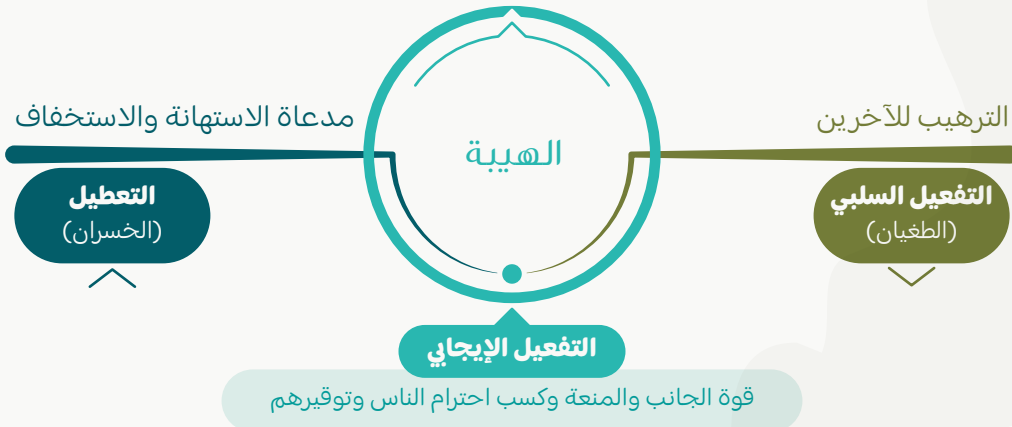 الترهيب للآخرين
مدعاة الاستهانة والاستخفاف
الهيبة
التفعيل السلبي
(الطغيان)
التعطيل
(الخسران)
التفعيل الإيجابي
قوة الجانب والمنعة وكسب احترام الناس وتوقيرهم